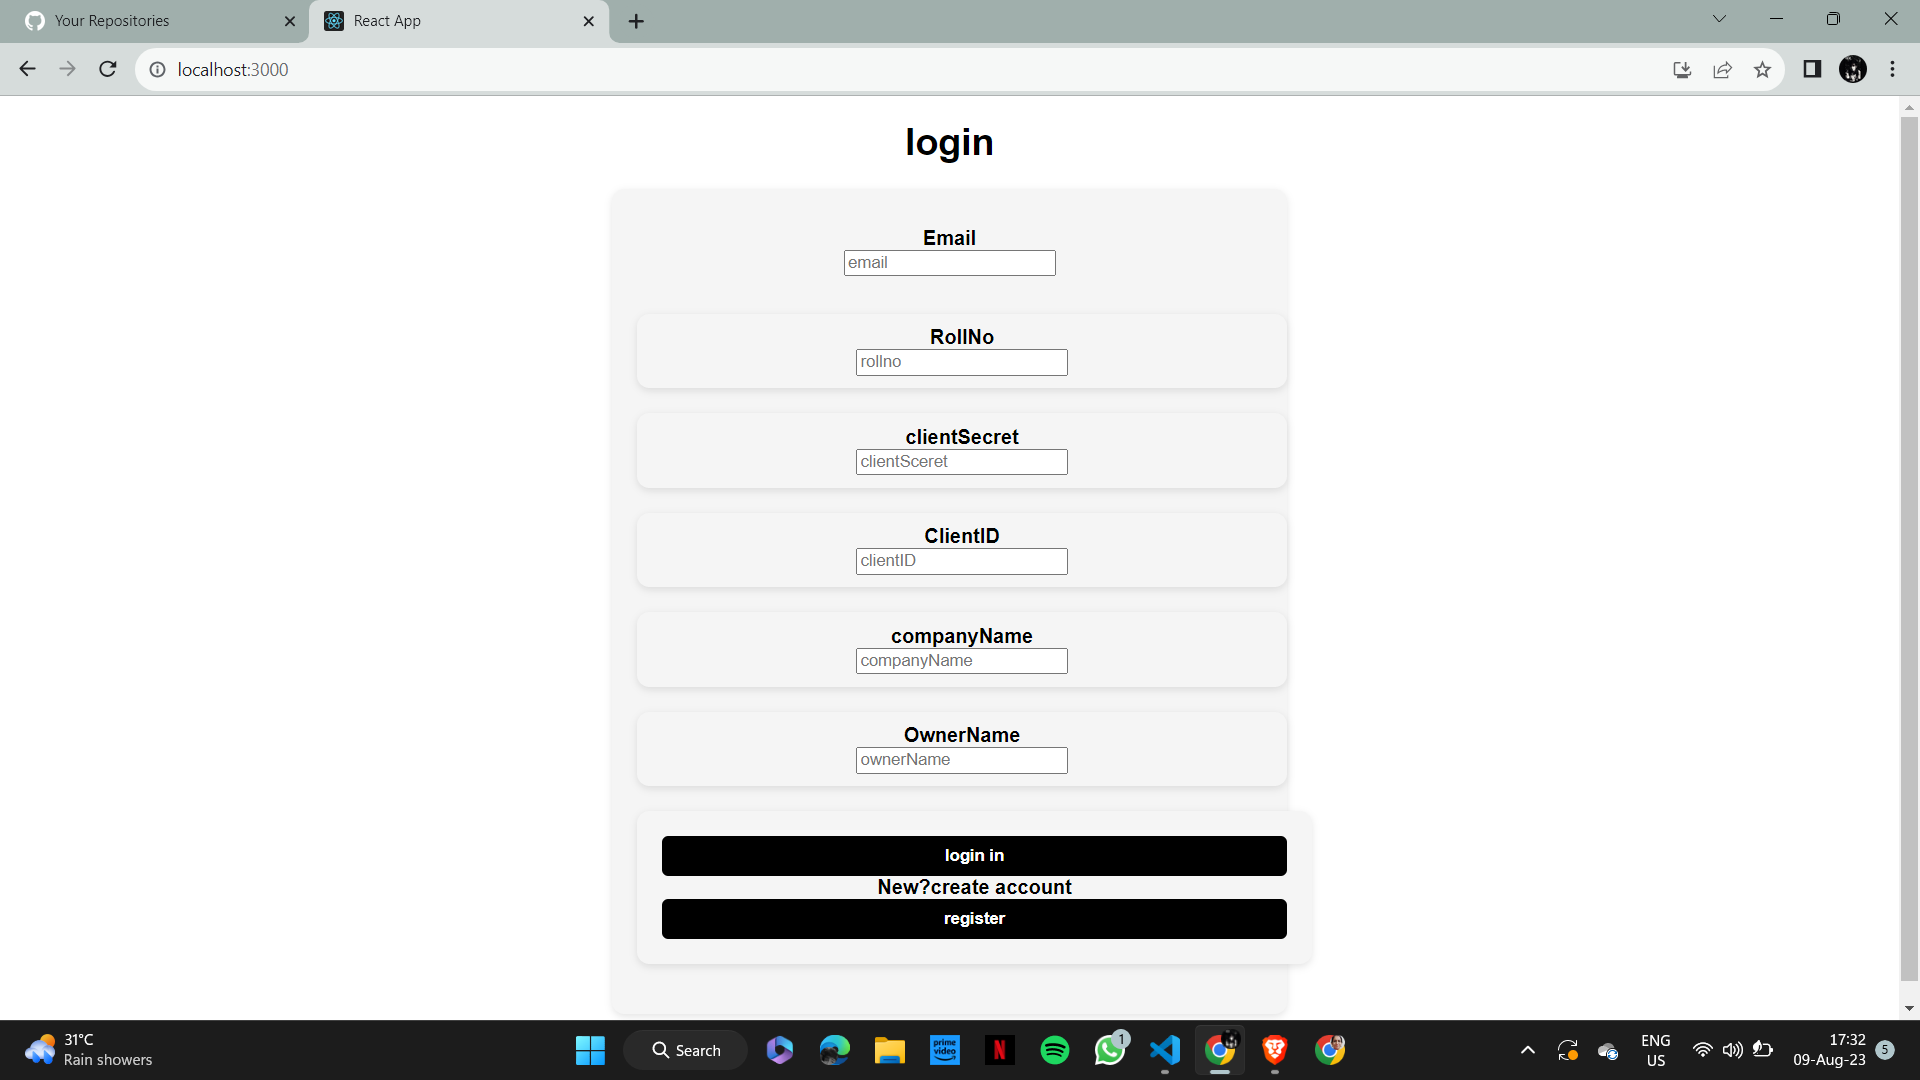 Your Repositories
React App
localhost:3000
login
Email
email
RollNo
rollno
clientSecret
clientSceret
ClientID
clientID
companyName
companyName
OwnerName
ownerName
login in
New?create account
register
31°C
Rain showers
Search
prime video
N
1
ENG
US
17:32
09-Aug-23
5